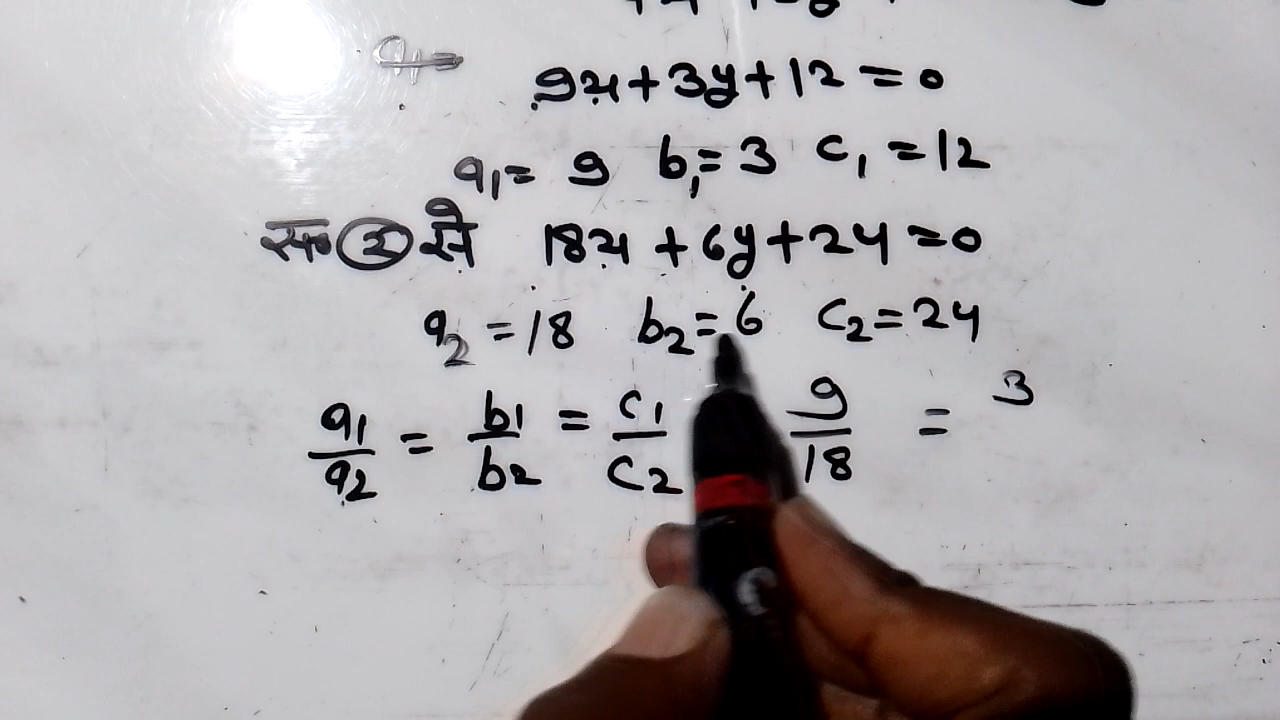 9x+3y+12=0
a₁= 9 b₁= 3 c₁ =12
स० ② से 18x +6y+24=0
a₂ =18 b₂=6 c₂=24
a₁/a₂ = b₁/b₂ = c₁/c₂ 9/18 = 3